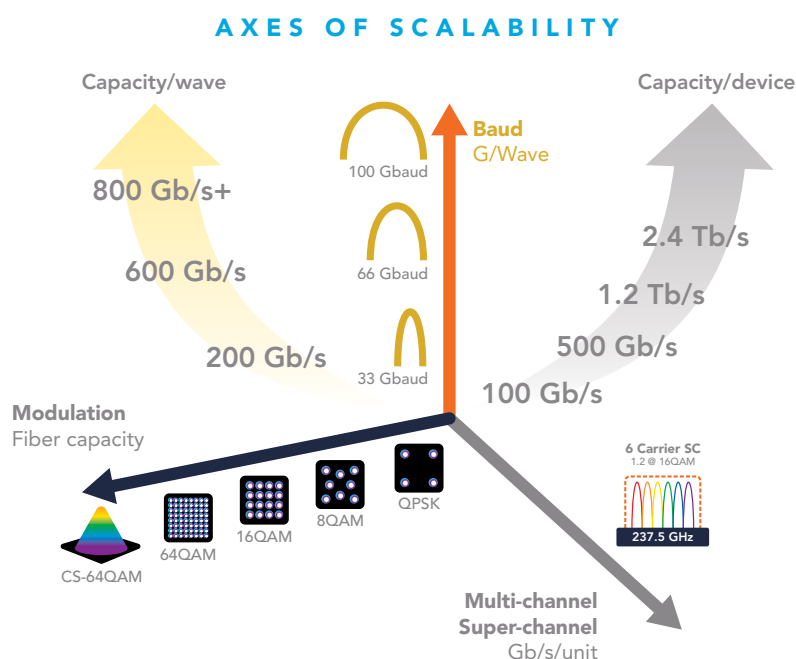 AXES OF SCALABILITY
Capacity/wave
800 Gb/s+
600 Gb/s
200 Gb/s
100 Gbaud
66 Gbaud
33 Gbaud
Baud
G/Wave
Capacity/device
2.4 Tb/s
1.2 Tb/s
500 Gb/s
100 Gb/s
Modulation
Fiber capacity
CS-64QAM
64QAM
16QAM
8QAM
QPSK
6 Carrier SC
1.2 @ 16QAM
237.5 GHz
Multi-channel
Super-channel
Gb/s/unit